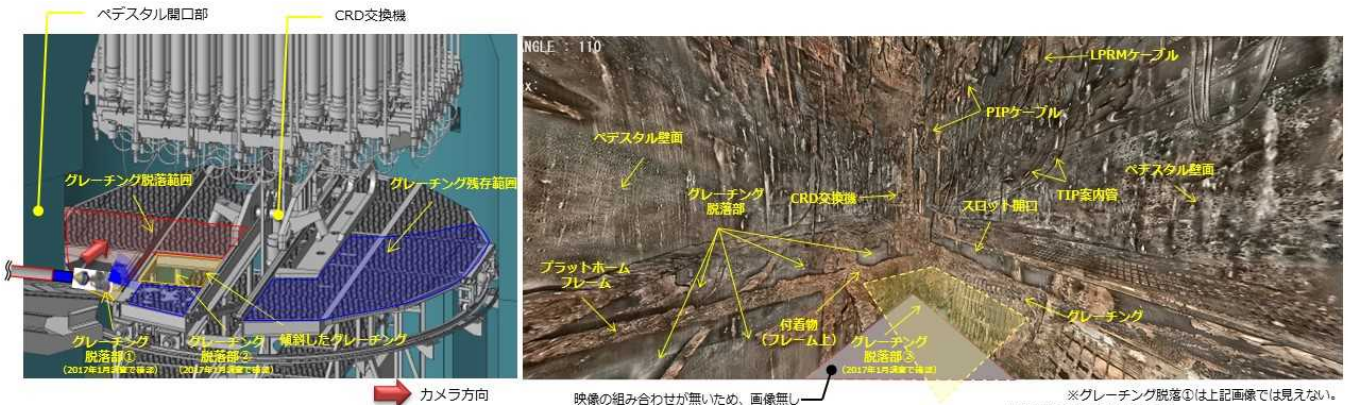 ペデスタル開口部
CRD交換機
グレーチング脱落範囲
グレーチング残存範囲
グレーチング
脱落部①
(2017年1月調査で確認)
グレーチング
脱落部②
(2017年1月調査で確認)
傾斜したグレーチング
カメラ方向
ANGLE : 110
x
LPRMケーブル
PIPケーブル
ペデスタル壁面
ペデスタル壁面
グレーチング
脱落部
CRD交換機
TIP案内管
スロット開口
プラットホーム
フレーム
付着物
(フレーム上)
グレーチング
脱落部②
(2017年1月調査で確認)
グレーチング
映像の組み合わせが無いため、画像無し
※グレーチング脱落①は上記画像では見えない。